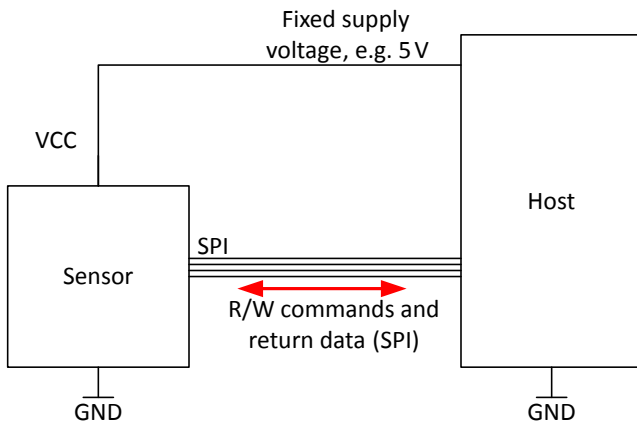 Fixed supply
voltage, e.g. 5 V
VCC
Host
SPI
Sensor
R/W commands and
return data (SPI)
GND
GND